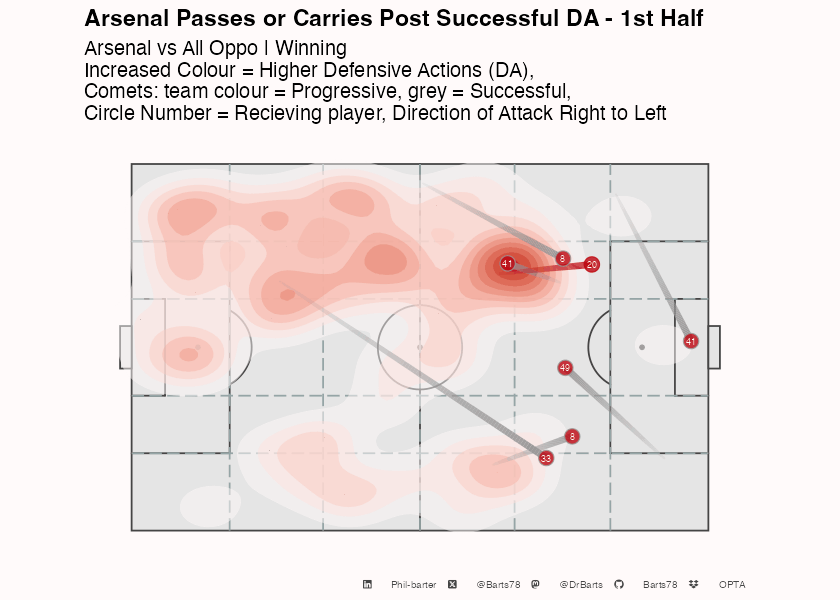 Arsenal Passes or Carries Post Successful DA - 1st Half
Arsenal vs All Oppo | Winning
Increased Colour = Higher Defensive Actions (DA),
Comets: team colour = Progressive, grey = Successful,
Circle Number = Recieving player, Direction of Attack Right to Left
8
41
20
41
49
8
33
Phil-barter @Barts78 @DrBarts Barts78 OPTA